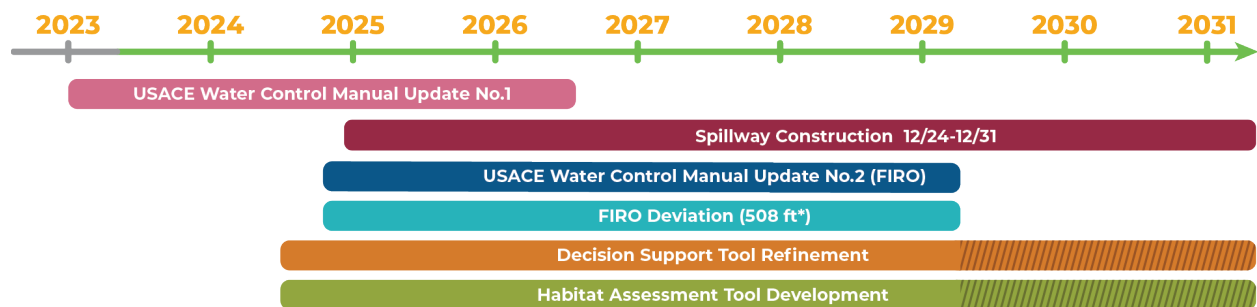 2023 2024 2025 2026 2027 2028 2029 2030 2031
USACE Water Control Manual Update No.1
Spillway Construction 12/24-12/31
USACE Water Control Manual Update No.2 (FIRO)
FIRO Deviation (508 ft*)
Decision Support Tool Refinement
Habitat Assessment Tool Development